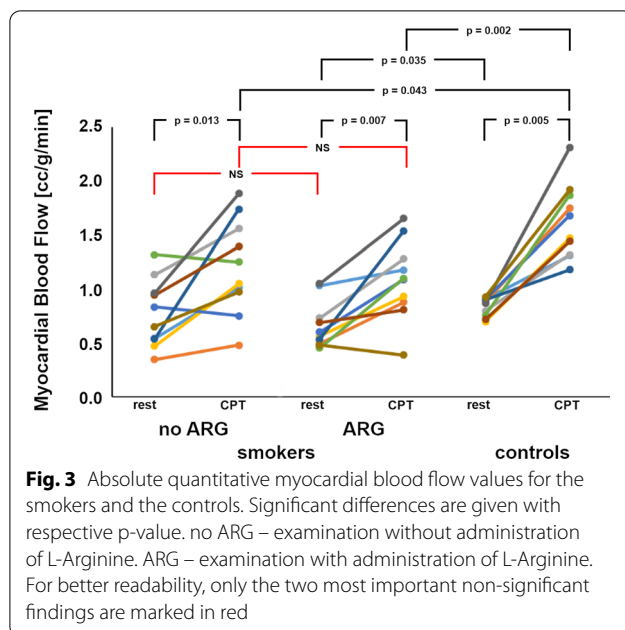 p = 0.002
p = 0.035
p = 0.043
p = 0.013
p = 0.007
p = 0.005
NS
NS
Myocardial Blood Flow [cc/g/min]
2.5
2.0
1.5
1.0
0.5
0.0
rest CPT rest CPT rest CPT
no ARG ARG
smokers controls
Fig. 3 Absolute quantitative myocardial blood flow values for the
smokers and the controls. Significant differences are given with
respective p-value. no ARG – examination without administration
of L-Arginine. ARG – examination with administration of L-Arginine.
For better readability, only the two most important non-significant
findings are marked in red